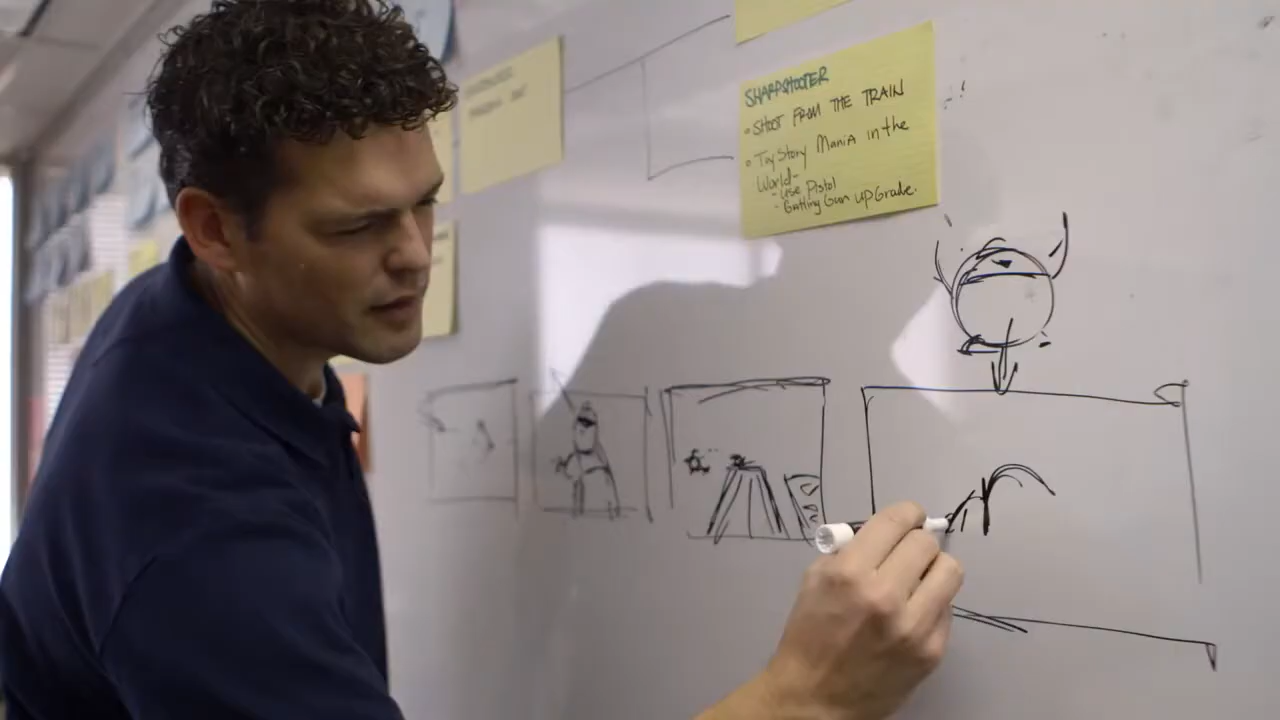 SHARPSHOOTER
• SHOOT FROM THE TRAIN
• Toy Story Mania in the
World-
- Use Pistol
- Gatling Gun upGrade.